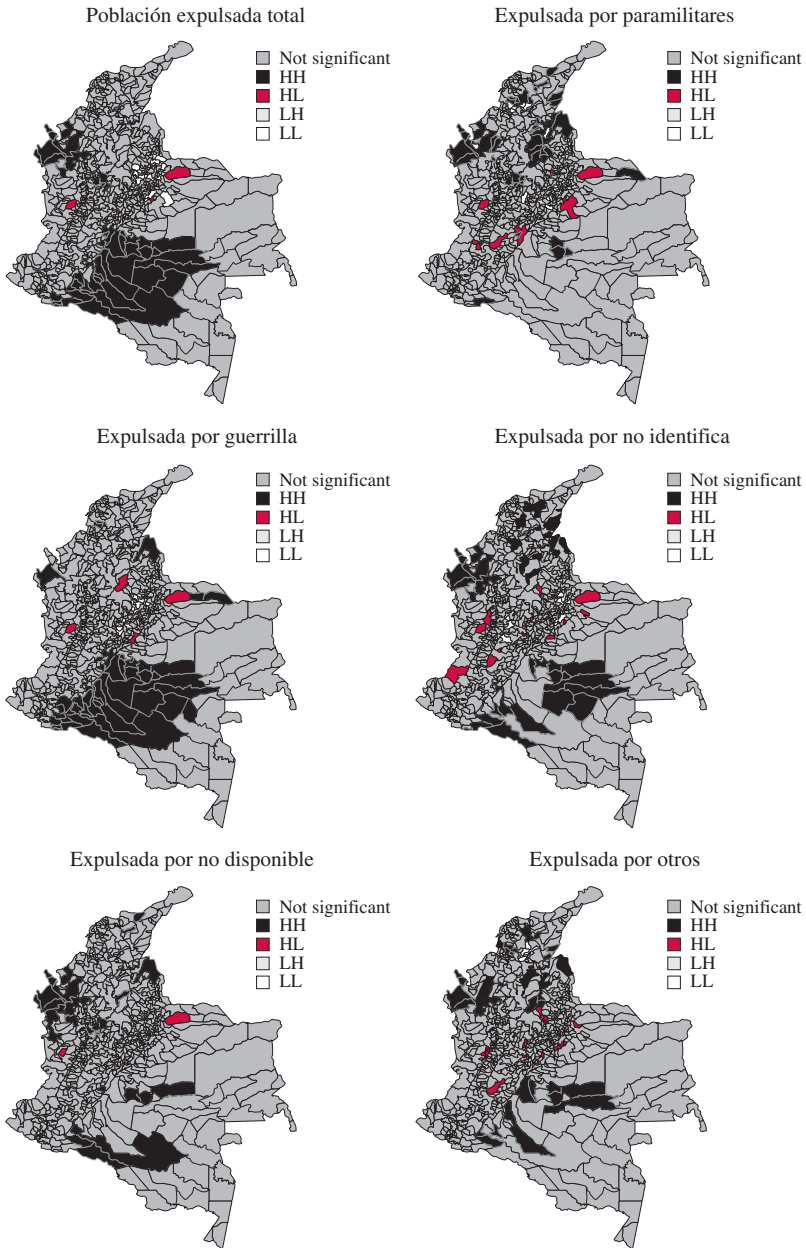 Población expulsada total
Not significant
HH
HL
LH
LL
Expulsada por paramilitares
Not significant
HH
HL
LH
LL
Expulsada por guerrilla
Not significant
HH
HL
LH
LL
Expulsada por no identifica
Not significant
HH
HL
LH
LL
Expulsada por no disponible
Not significant
HH
HL
LH
LL
Expulsada por otros
Not significant
HH
HL
LH
LL